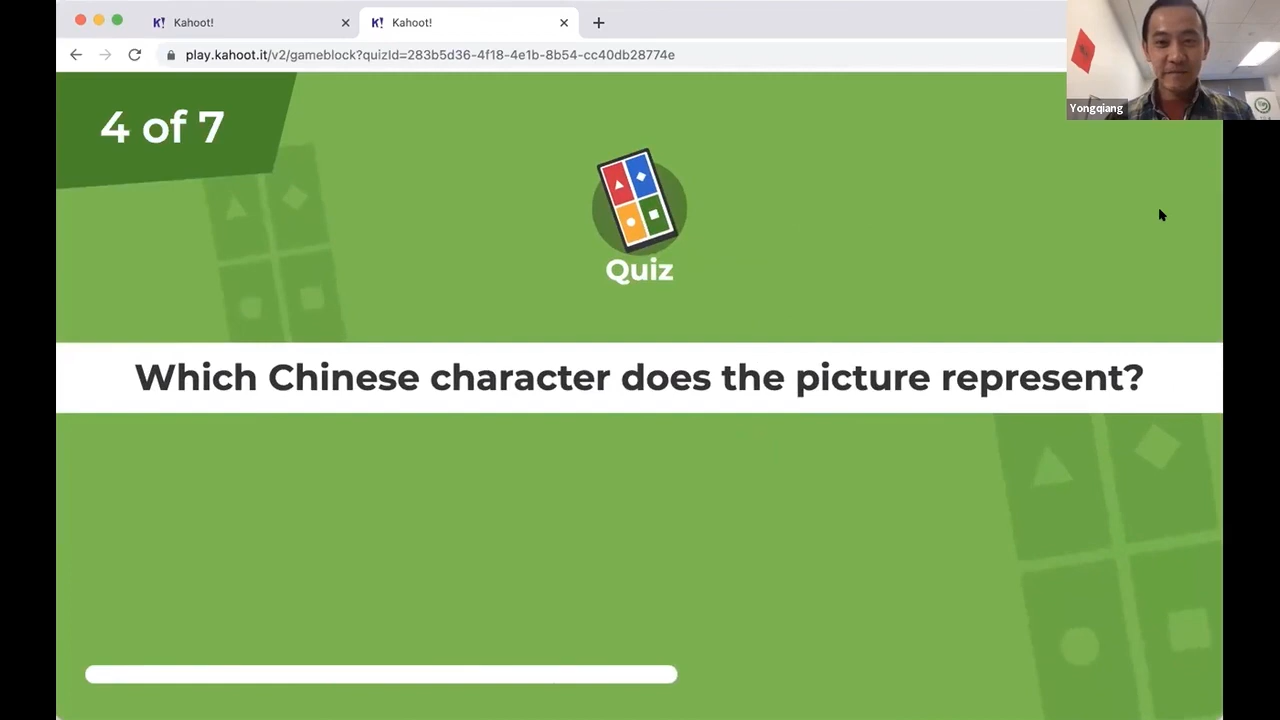 Kahoot!
Kahoot!
play.kahoot.it/v2/gameblock?quizId=283b5d36-4f18-4e1b-8b54-cc40db28774e
Yongqiang
4 of 7
Quiz
Which Chinese character does the picture represent?